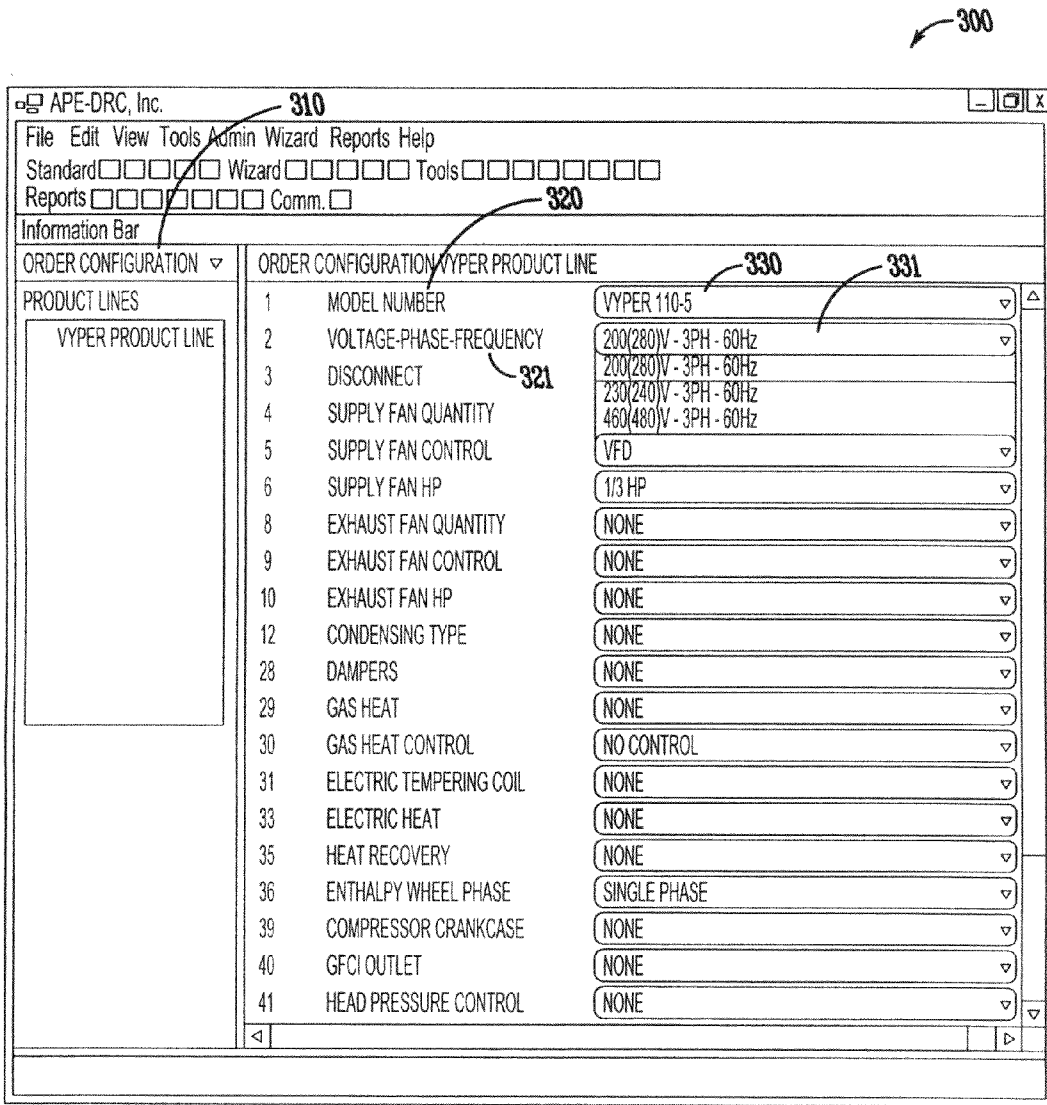 300
APE-DRC, Inc.
310
File Edit View Tools Admin Wizard Reports Help
Standard Wizard Tools
Reports Comm.
320
Information Bar
ORDER CONFIGURATION
ORDER CONFIGURATION VYPER PRODUCT LINE
330
331
PRODUCT LINES
VYPER PRODUCT LINE
1 MODEL NUMBER VYPER 110-5
2 VOLTAGE-PHASE-FREQUENCY 200(280)V - 3PH - 60Hz
321
200(280)V - 3PH - 60Hz
230(240)V - 3PH - 60Hz
460(480)V - 3PH - 60Hz
3 DISCONNECT
4 SUPPLY FAN QUANTITY
5 SUPPLY FAN CONTROL VFD
6 SUPPLY FAN HP 1/3 HP
8 EXHAUST FAN QUANTITY NONE
9 EXHAUST FAN CONTROL NONE
10 EXHAUST FAN HP NONE
12 CONDENSING TYPE NONE
28 DAMPERS NONE
29 GAS HEAT NONE
30 GAS HEAT CONTROL NO CONTROL
31 ELECTRIC TEMPERING COIL NONE
33 ELECTRIC HEAT NONE
35 HEAT RECOVERY NONE
36 ENTHALPY WHEEL PHASE SINGLE PHASE
39 COMPRESSOR CRANKCASE NONE
40 GFCI OUTLET NONE
41 HEAD PRESSURE CONTROL NONE